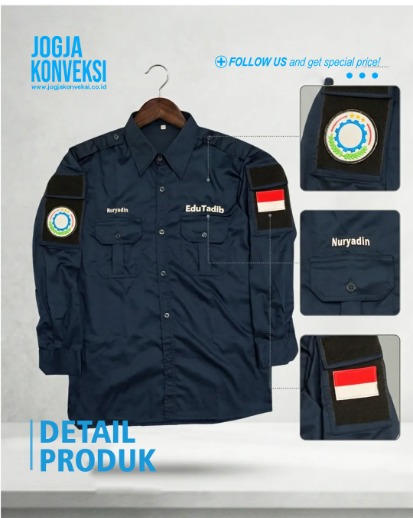 JOGJA
KONVEKSI
www.jogjakonveksi.co.id
FOLLOW US and get special price!
Nuryadin
EduTadib
Nuryadin
DETAIL
PRODUK